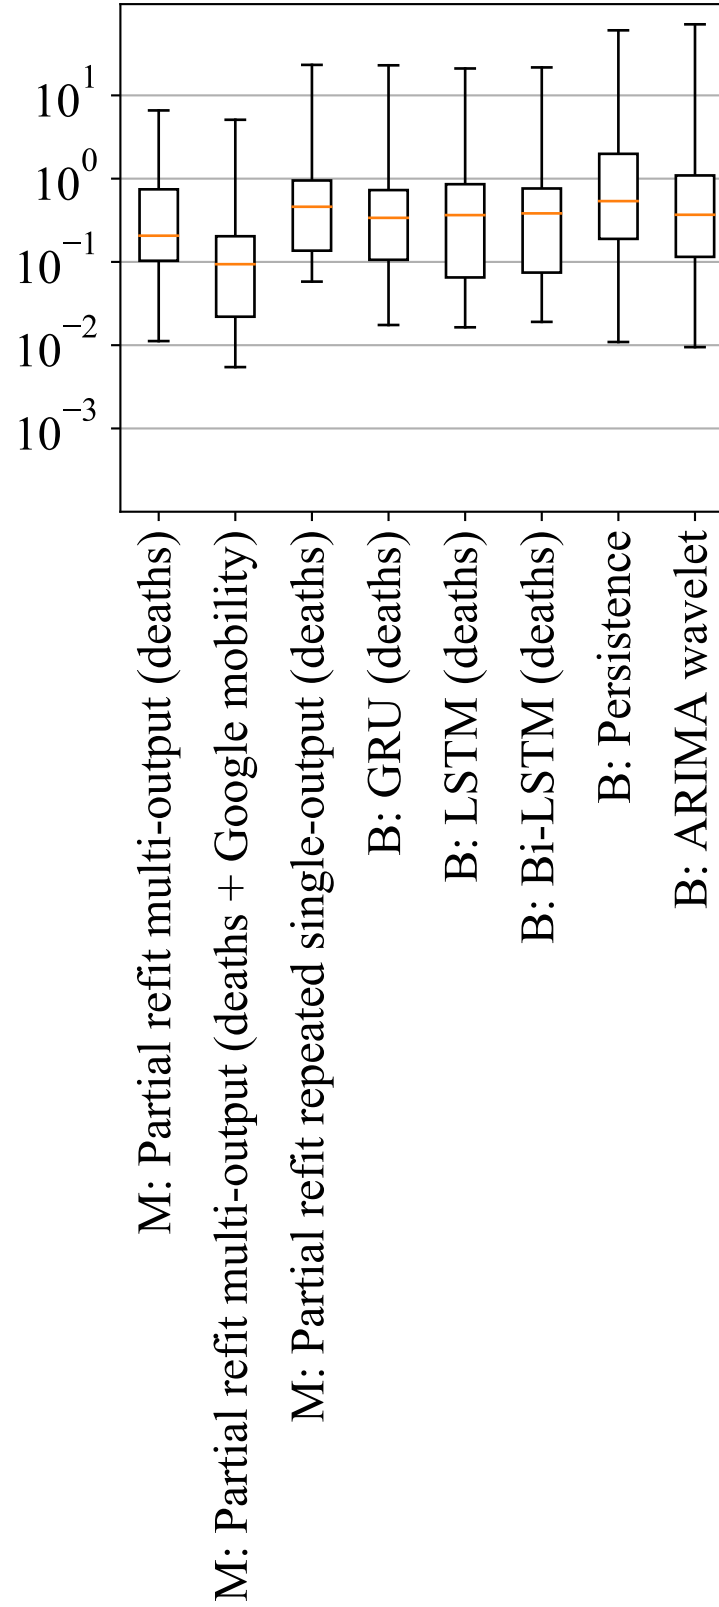 10^1
10^0
10^−1
10^−2
10^−3
M: Partial refit multi-output (deaths)
M: Partial refit multi-output (deaths + Google mobility)
M: Partial refit repeated single-output (deaths)
B: GRU (deaths)
B: LSTM (deaths)
B: Bi-LSTM (deaths)
B: Persistence
B: ARIMA wavelet